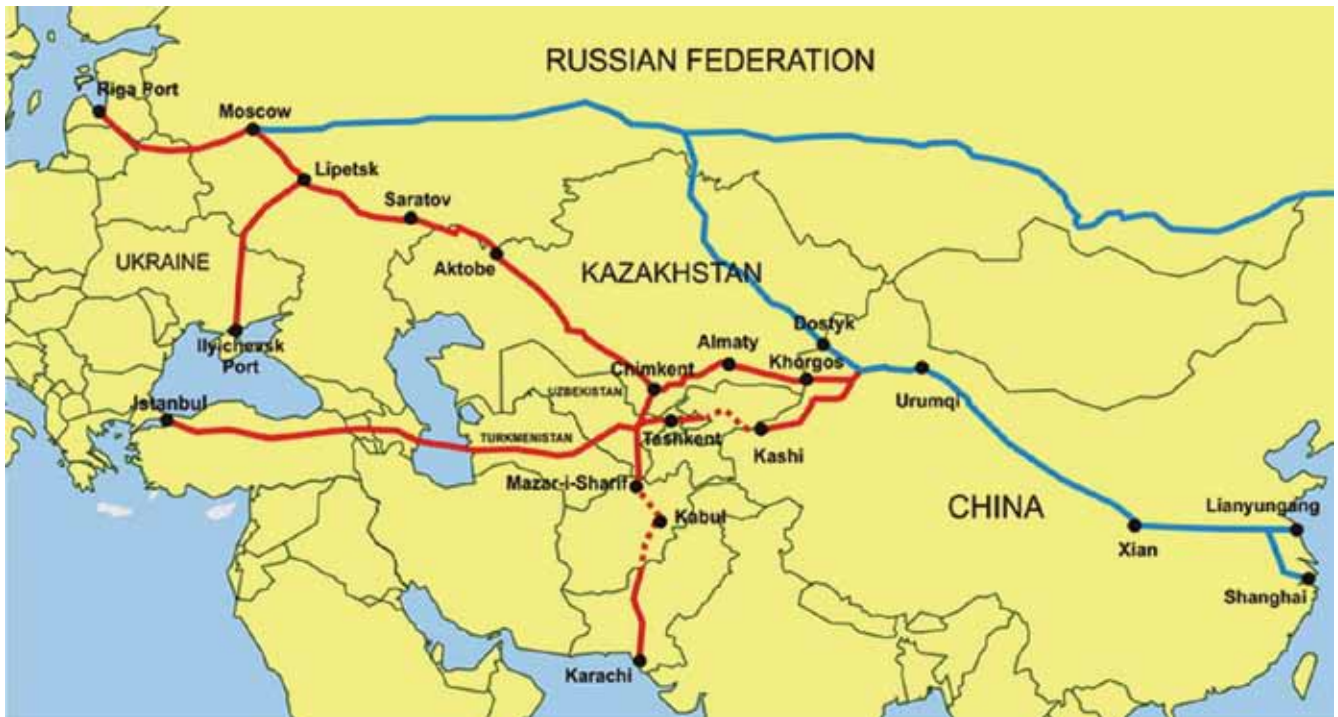 RUSSIAN FEDERATION
Riga Port
Moscow
Lipetsk
Saratov
UKRAINE
Aktobe
KAZAKHSTAN
Ilyichevsk
Port
Dostyk
Almaty
Khorgos
Chimkent
Urumqi
UZBEKISTAN
Istanbul
TURKMENISTAN
Tashkent
Kashi
Mazar-i-Sharif
Kabul
CHINA
Lianyungang
Xian
Shanghai
Karachi